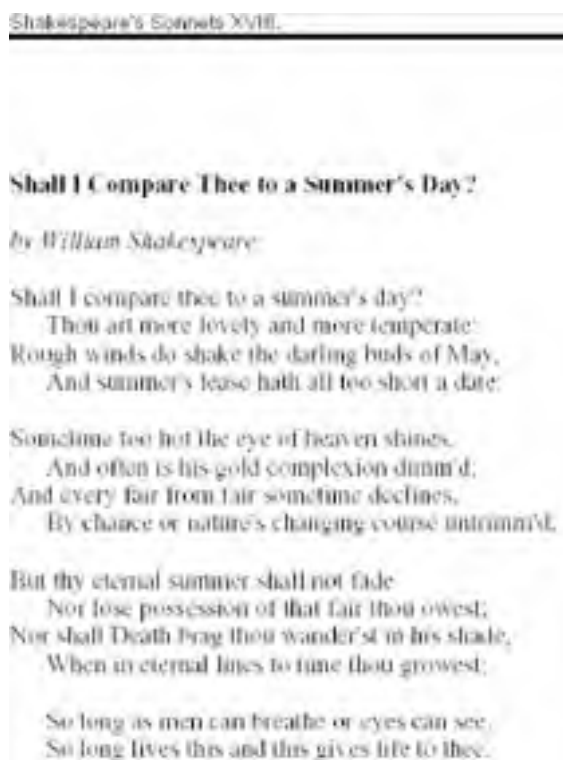 Shakespeare's Sonnets XVIII.
Shall I Compare Thee to a Summer's Day?
by William Shakespeare
Shall I compare thee to a summer's day?
Thou art more lovely and more temperate:
Rough winds do shake the darling buds of May,
And summer's lease hath all too short a date:
Sometime too hot the eye of heaven shines,
And often is his gold complexion dimm'd;
And every fair from fair sometime declines,
By chance or nature's changing course untrimm'd;
But thy eternal summer shall not fade
Nor lose possession of that fair thou owest;
Nor shall Death brag thou wander'st in his shade,
When in eternal lines to time thou growest;
So long as men can breathe or eyes can see,
So long lives this and this gives life to thee.